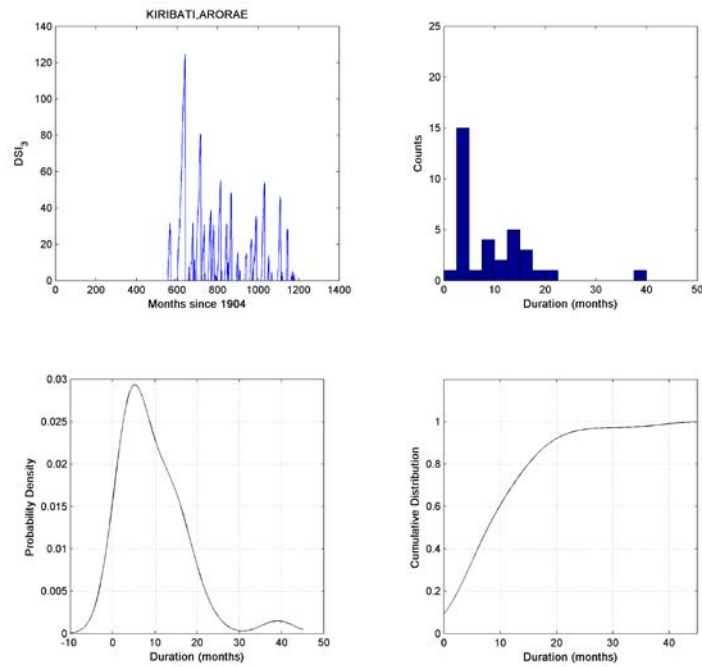 KIRIBATI,ARORAE
140
120
100
80
60
40
20
0
DSI3
0 200 400 600 800 1000 1200 1400
Months since 1904
25
20
15
10
5
0
Counts
0 10 20 30 40 50
Duration (months)
0.03
0.025
0.02
0.015
0.01
0.005
0
Probability Density
-10 0 10 20 30 40 50
Duration (months)
1
0.8
0.6
0.4
0.2
0
Cumulative Distribution
0 10 20 30 40
Duration (months)